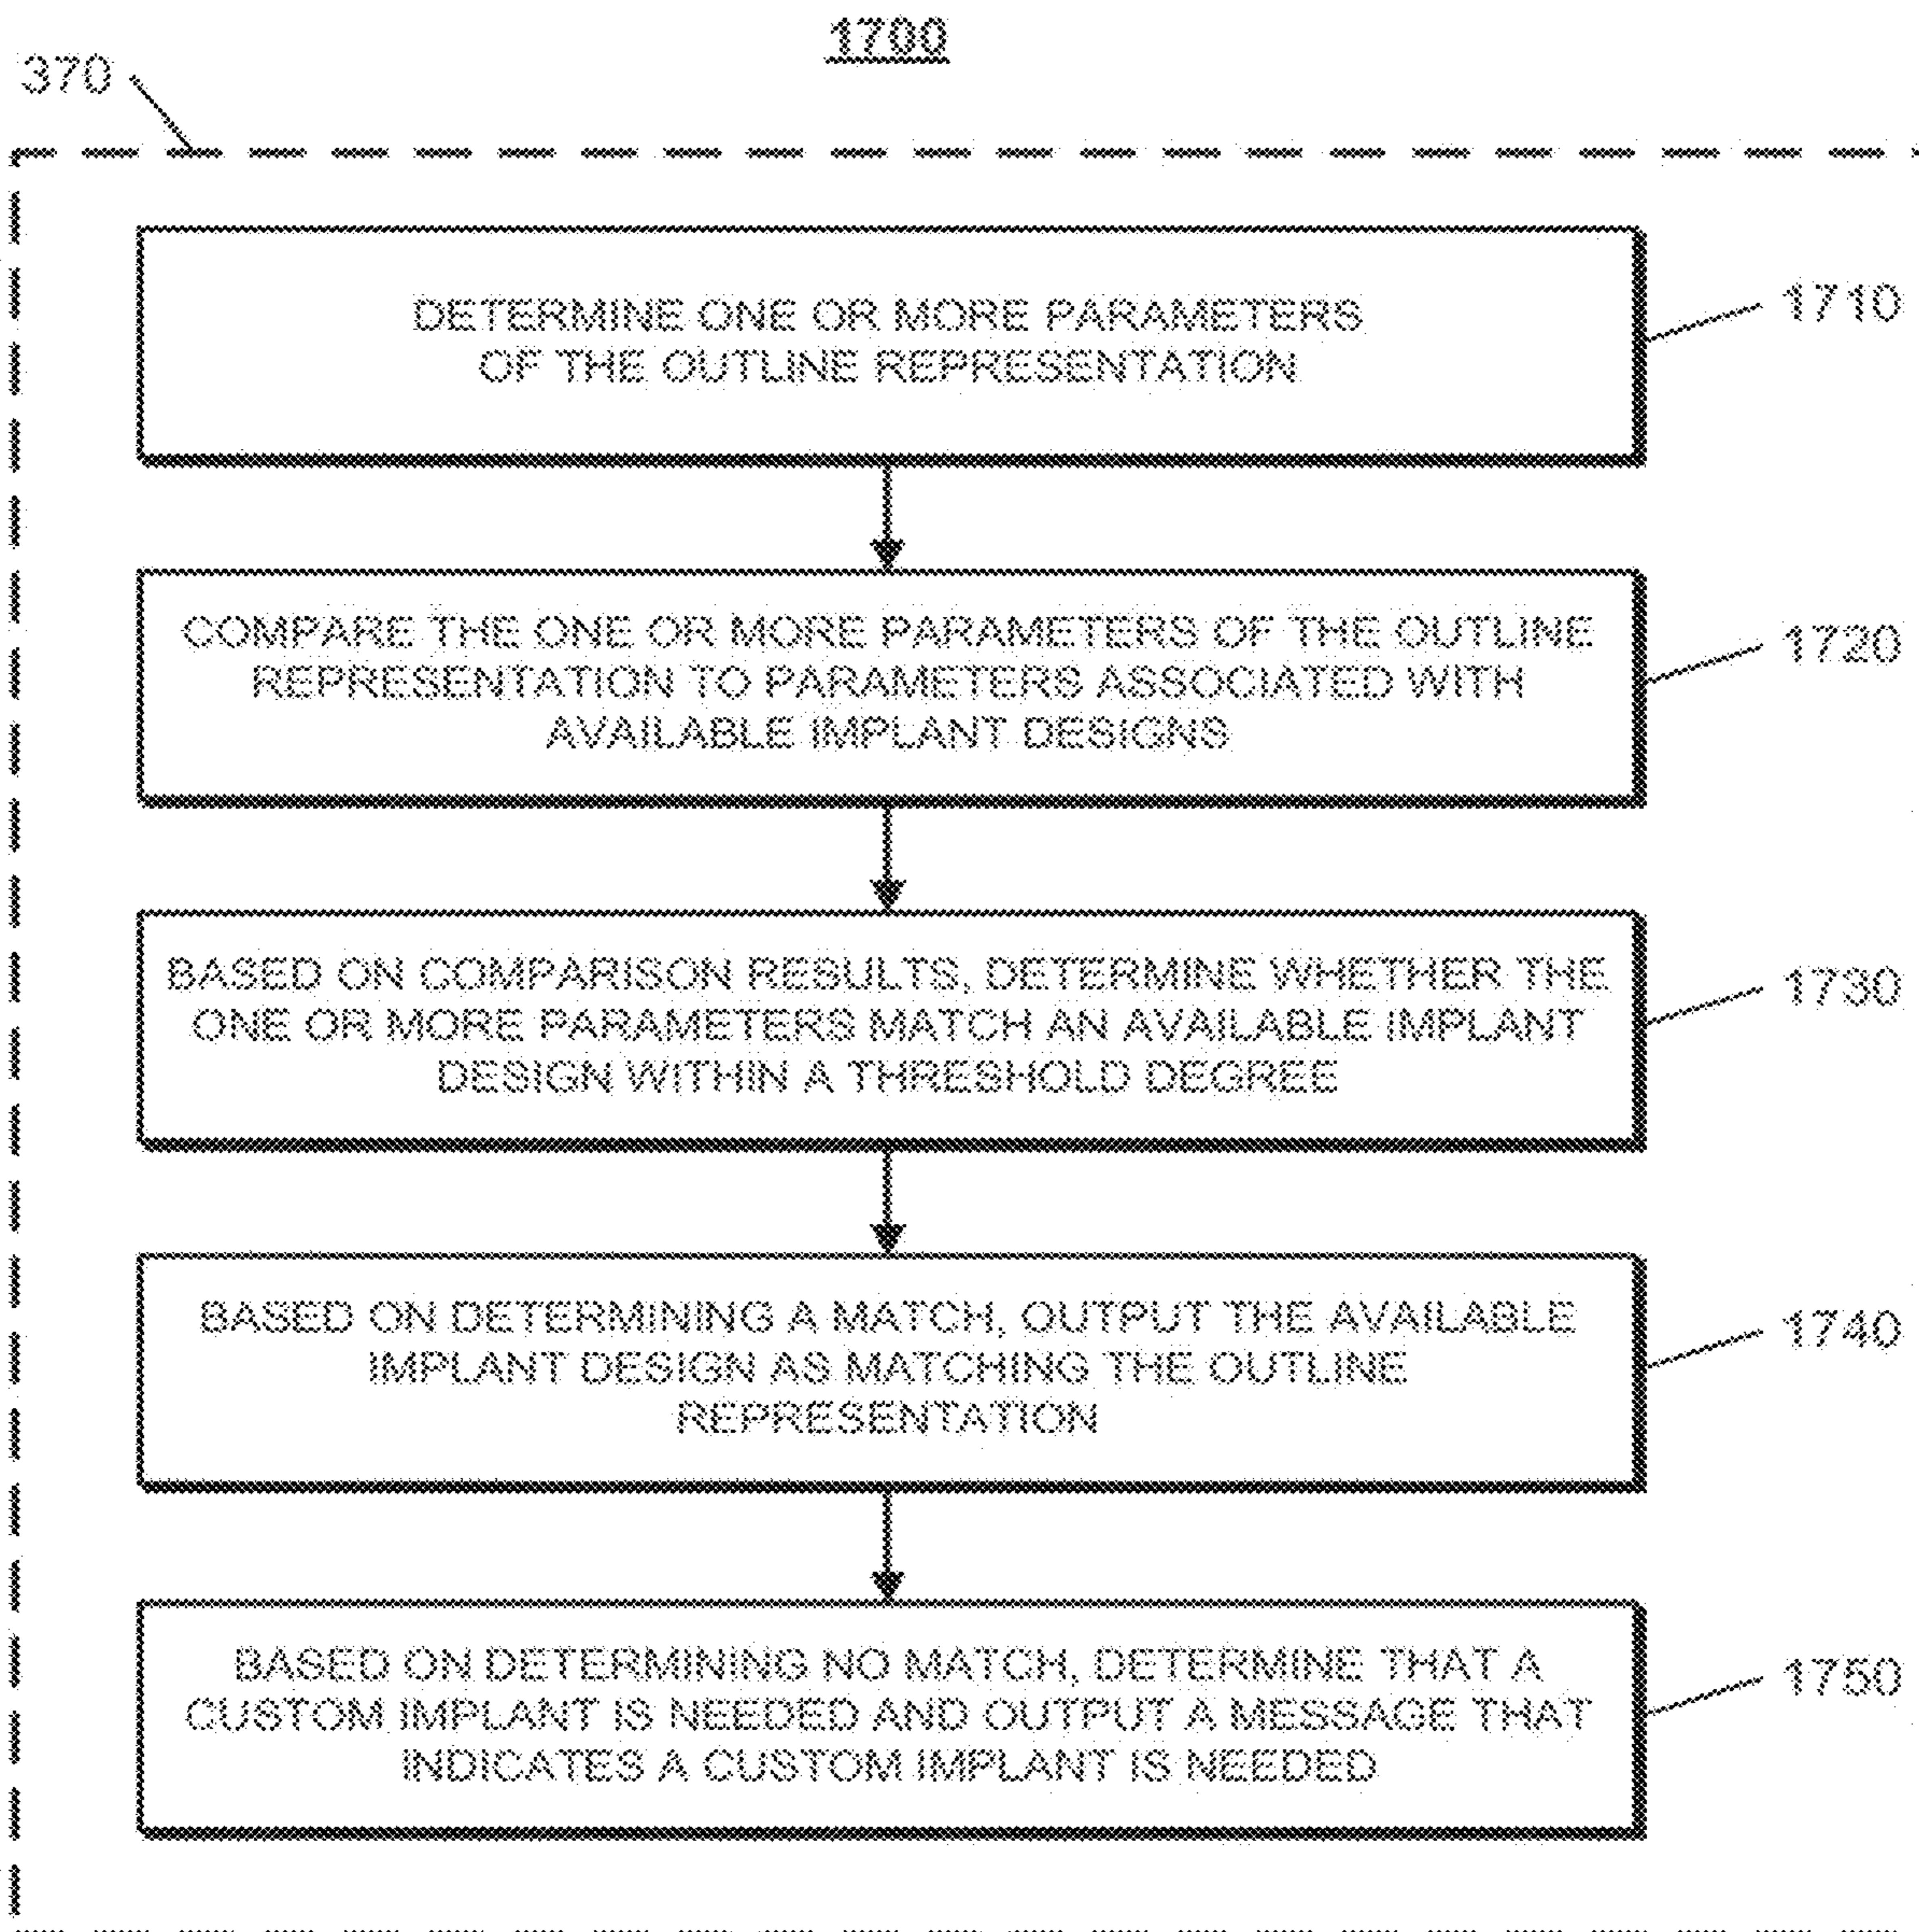 1700
370
DETERMINE ONE OR MORE PARAMETERS
OF THE OUTLINE REPRESENTATION
1710
COMPARE THE ONE OR MORE PARAMETERS OF THE OUTLINE
REPRESENTATION TO PARAMETERS ASSOCIATED WITH
AVAILABLE IMPLANT DESIGNS
1720
BASED ON COMPARISON RESULTS, DETERMINE WHETHER THE
ONE OR MORE PARAMETERS MATCH AN AVAILABLE IMPLANT
DESIGN WITHIN A THRESHOLD DEGREE
1730
BASED ON DETERMINING A MATCH, OUTPUT THE AVAILABLE
IMPLANT DESIGN AS MATCHING THE OUTLINE
REPRESENTATION
1740
BASED ON DETERMINING NO MATCH, DETERMINE THAT A
CUSTOM IMPLANT IS NEEDED AND OUTPUT A MESSAGE THAT
INDICATES A CUSTOM IMPLANT IS NEEDED
1750